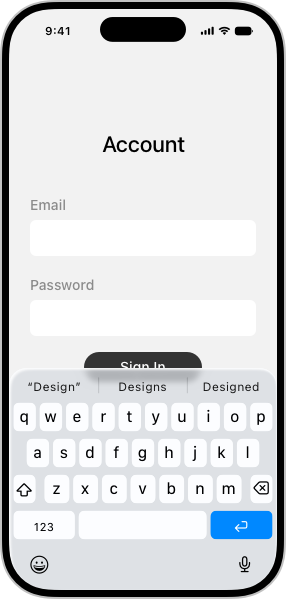 9:41
Account
Email
Password
Sign In
“Design” Designs Designed
q w e r t y u i o p
a s d f g h j k l
z x c v b n m
123